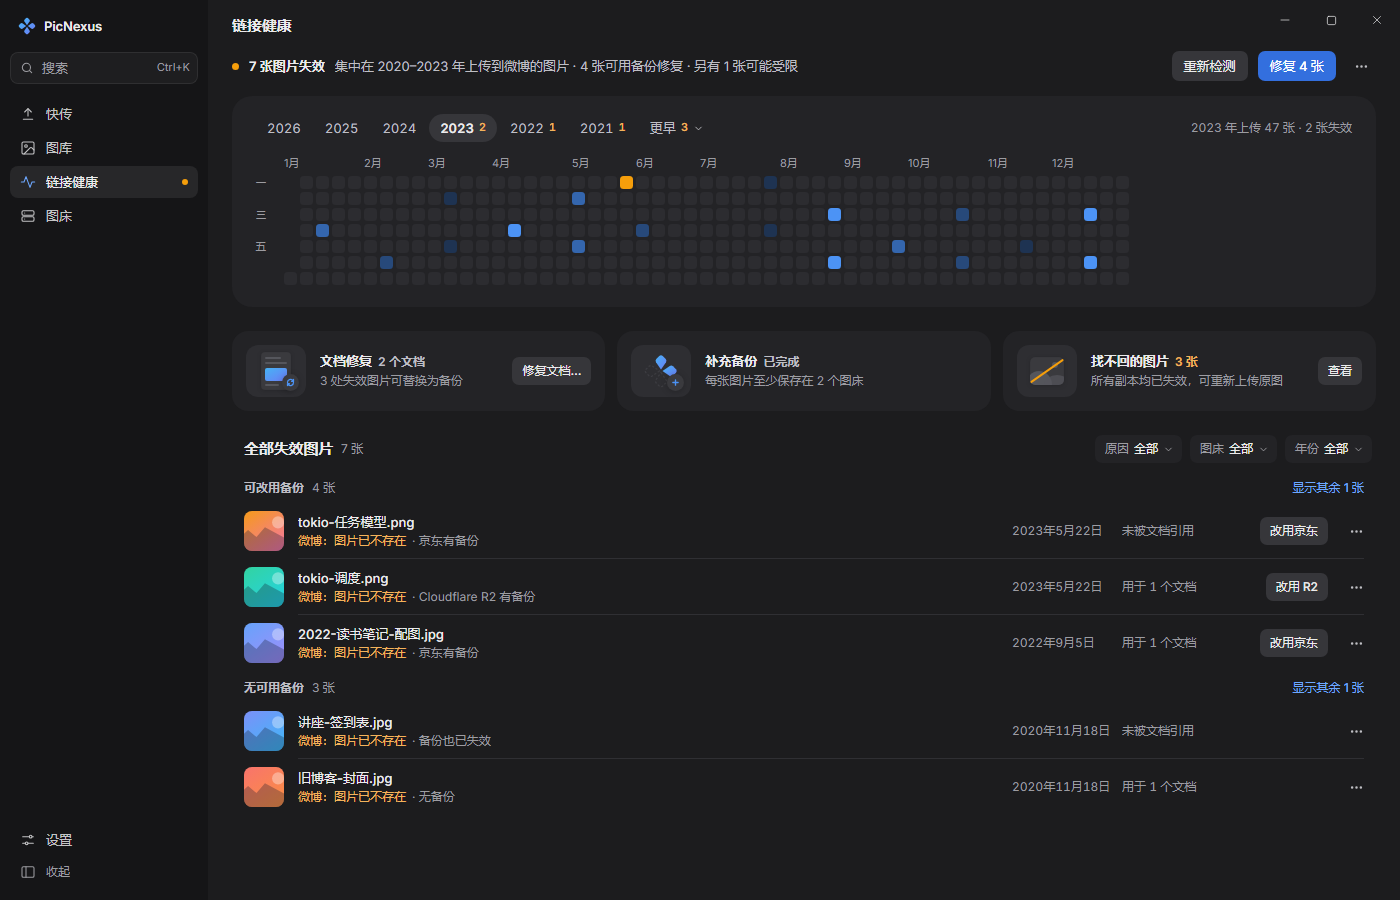 PicNexus
搜索 Ctrl+K
快传
图库
链接健康
图床
设置
收起
链接健康
7 张图片失效 集中在 2020–2023 年上传到微博的图片 · 4 张可用备份修复 · 另有 1 张可能受限
重新检测
修复 4 张
2026 2025 2024 2023 2 2022 1 2021 1 更早 3
2023 年上传 47 张 · 2 张失效
1月 2月 3月 4月 5月 6月 7月 8月 9月 10月 11月 12月
一
三
五
文档修复 2 个文档
3 处失效图片可替换为备份
修复文档...
补充备份 已完成
每张图片至少保存在 2 个图床
找不回的图片 3 张
所有副本均已失效，可重新上传原图
查看
全部失效图片 7 张
原因 全部
图床 全部
年份 全部
可改用备份 4 张
显示其余 1 张
tokio-任务模型.png
微博：图片已不存在 · 京东有备份
2023年5月22日 未被文档引用
改用京东
tokio-调度.png
微博：图片已不存在 · Cloudflare R2 有备份
2023年5月22日 用于 1 个文档
改用 R2
2022-读书笔记-配图.jpg
微博：图片已不存在 · 京东有备份
2022年9月5日 用于 1 个文档
改用京东
无可用备份 3 张
显示其余 1 张
讲座-签到表.jpg
微博：图片已不存在 · 备份也已失效
2020年11月18日 未被文档引用
旧博客-封面.jpg
微博：图片已不存在 · 无备份
2020年11月18日 用于 1 个文档